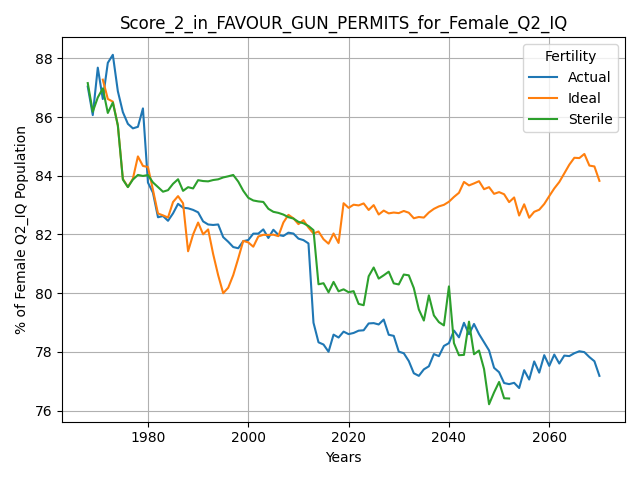 Score_2_in_FAVOUR_GUN_PERMITS_for_Female_Q2_IQ
% of Female Q2_IQ Population
88
86
84
82
80
78
76
Fertility
Actual
Ideal
Sterile
1980
2000
2020
2040
2060
Years